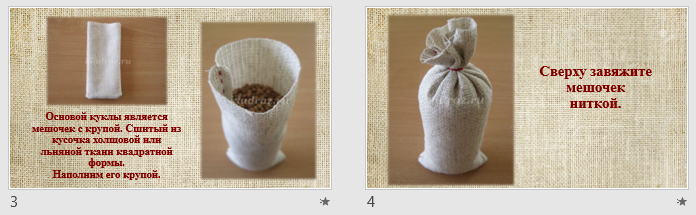 Основой куклы является
мешочек с крупой. Сшитый из
кусочка холщовой или
льняной ткани квадратной
формы.
Наполним его крупой.
3
Сверху завяжите
мешочек
ниткой.
4